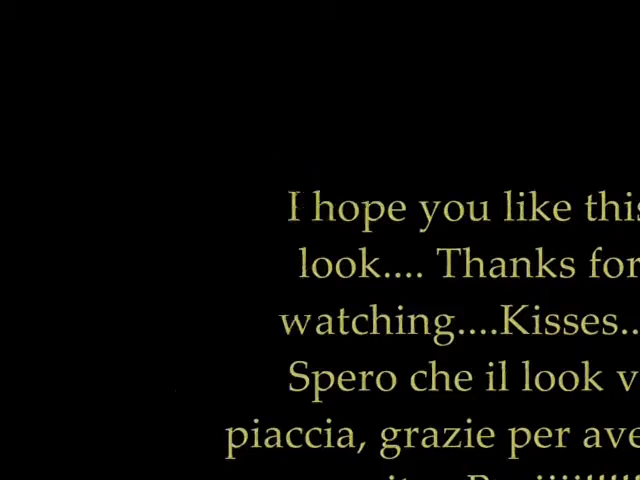 I hope you like this
look.... Thanks for
watching....Kisses..
Spero che il look v
piaccia, grazie per ave